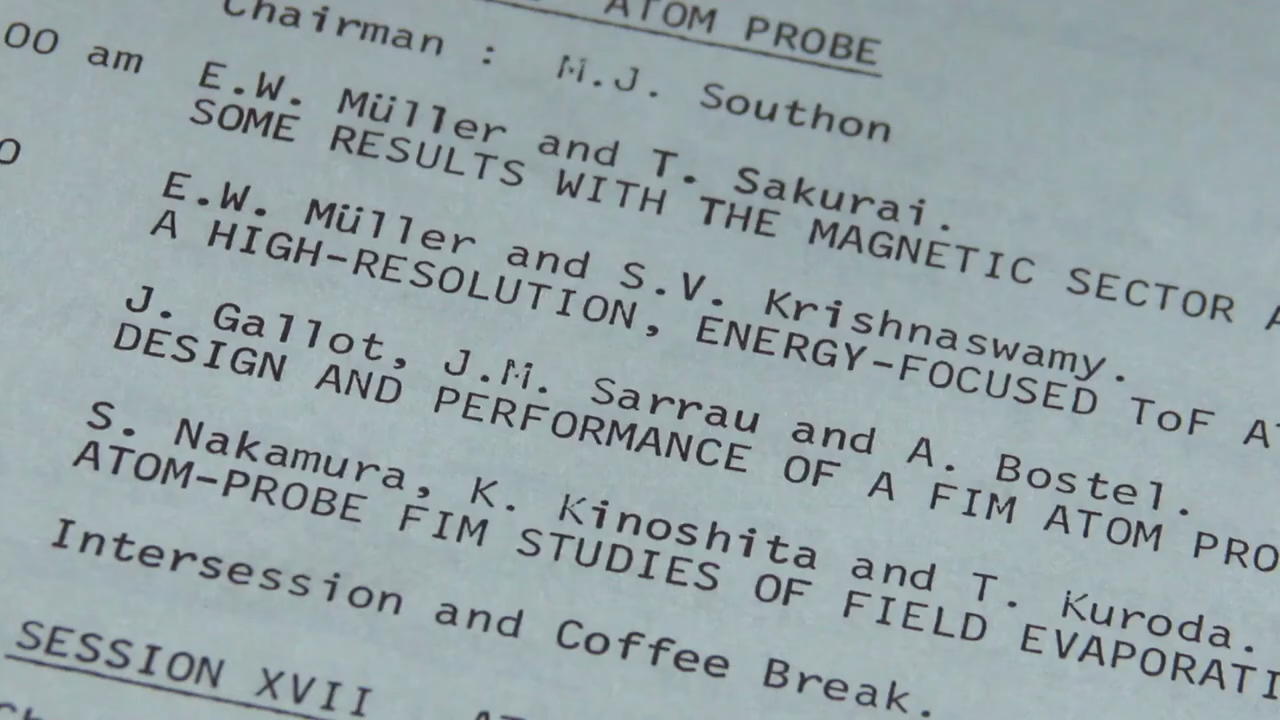 ATOM PROBE
Chairman : M.J. Southon
00 am E.W. Müller and T. Sakurai.
SOME RESULTS WITH THE MAGNETIC SECTOR
E.W. Müller and S.V. Krishnaswamy.
A HIGH-RESOLUTION, ENERGY-FOCUSED ToF
J. Gallot, J.M. Sarrau and A. Bostel.
DESIGN AND PERFORMANCE OF A FIM ATOM PRO
S. Nakamura, K. Kinoshita and T. Kuroda.
ATOM-PROBE FIM STUDIES OF FIELD EVAPORATI
Intersession and Coffee Break.
SESSION XVII